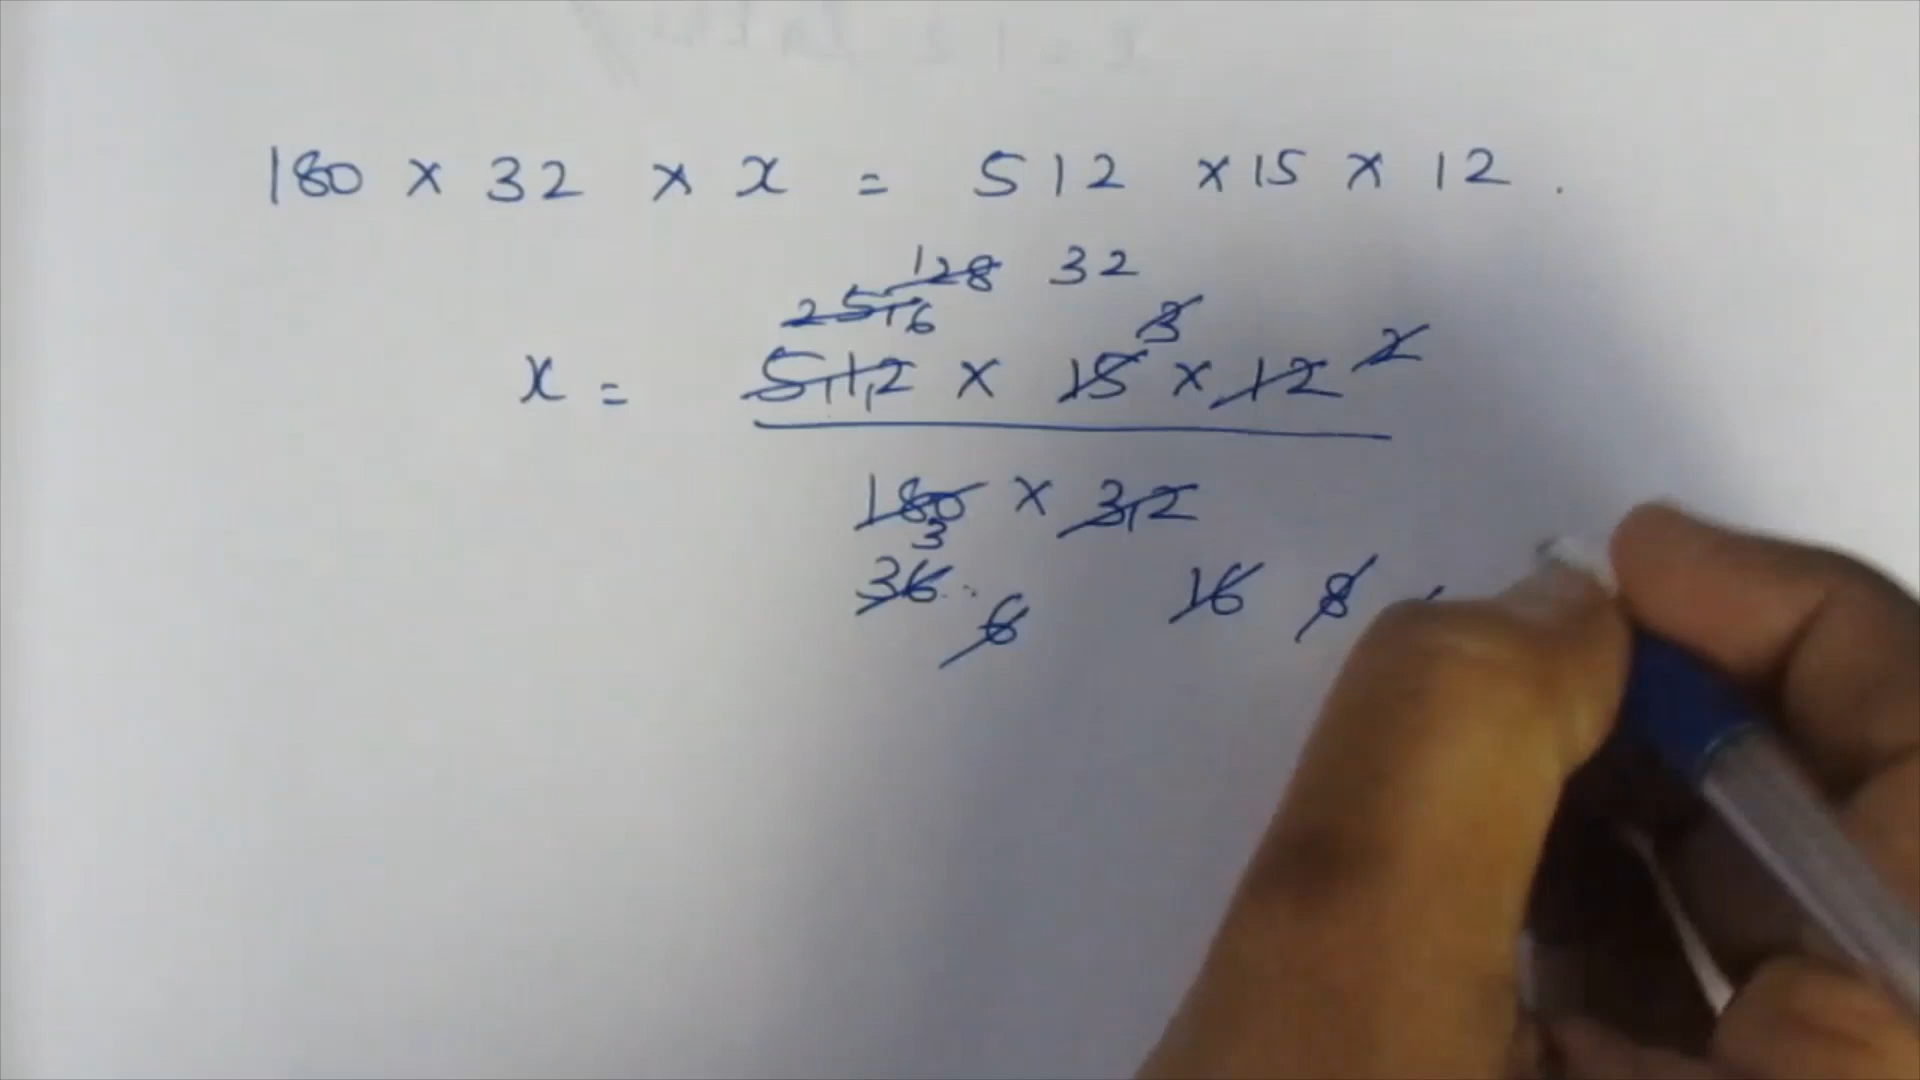 180 × 32 × x = 512 × 15 × 12 .
128 32
256 3
x = 512 × 15 × 12 2
180 × 32
3
36 16 8
6